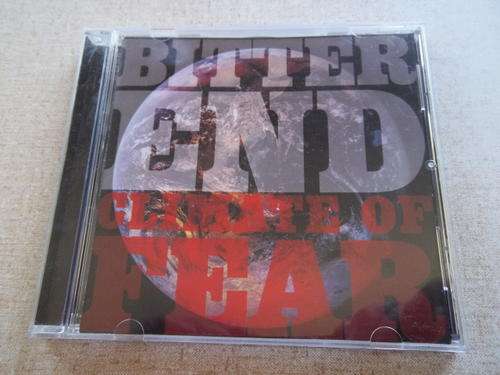 BITTER
END
CLIMATE OF
FEAR